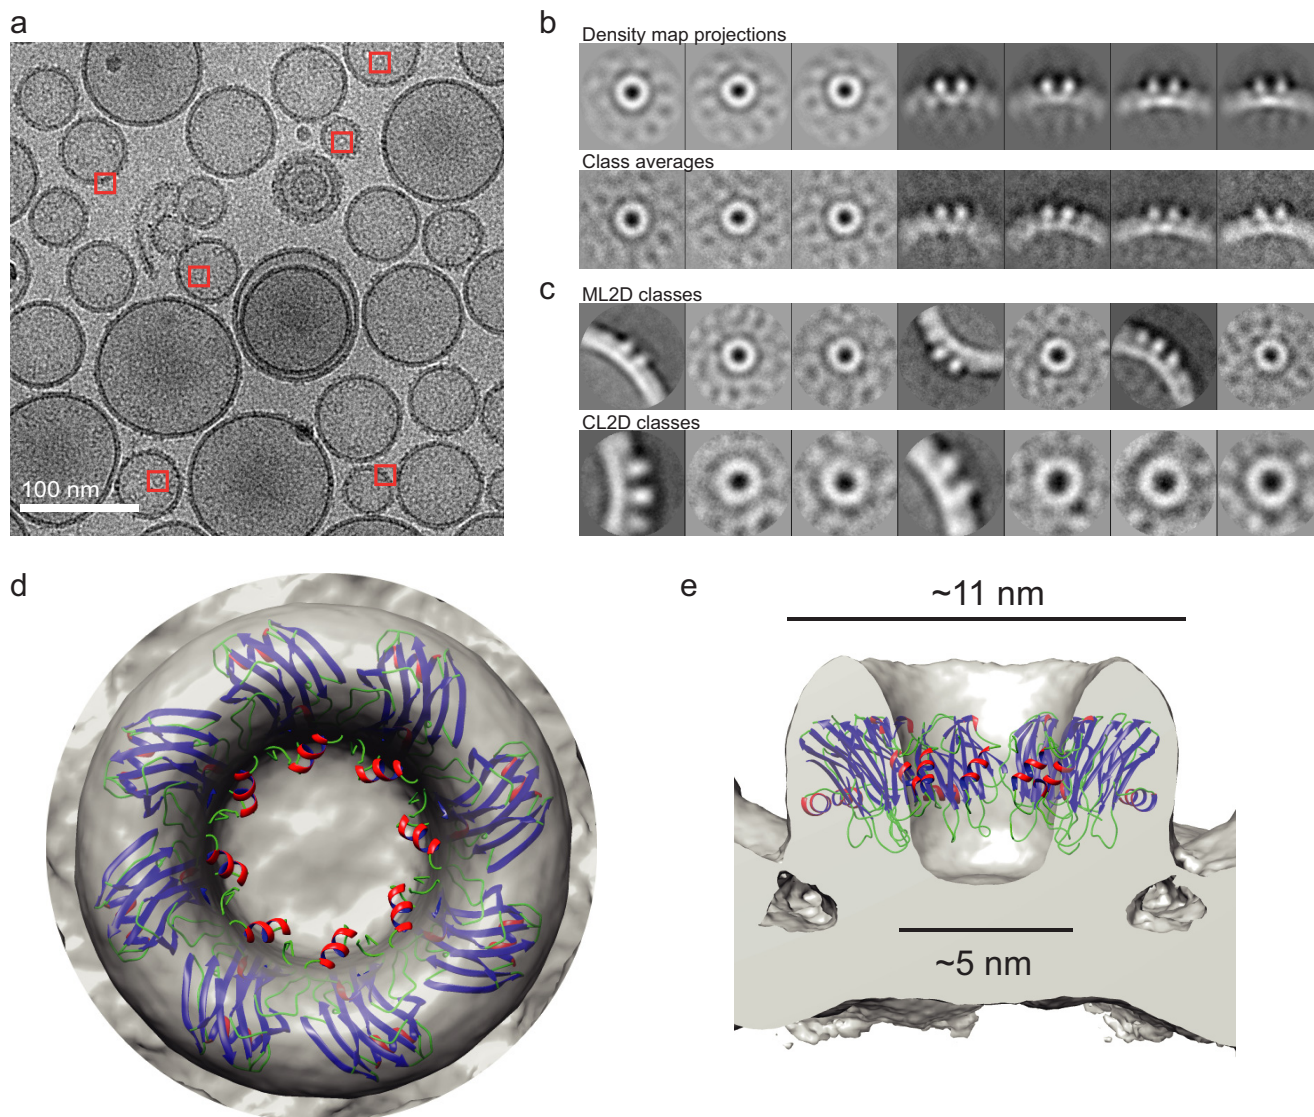 a
100 nm
b
Density map projections
Class averages
c
ML2D classes
CL2D classes
d
e
~11 nm
~5 nm